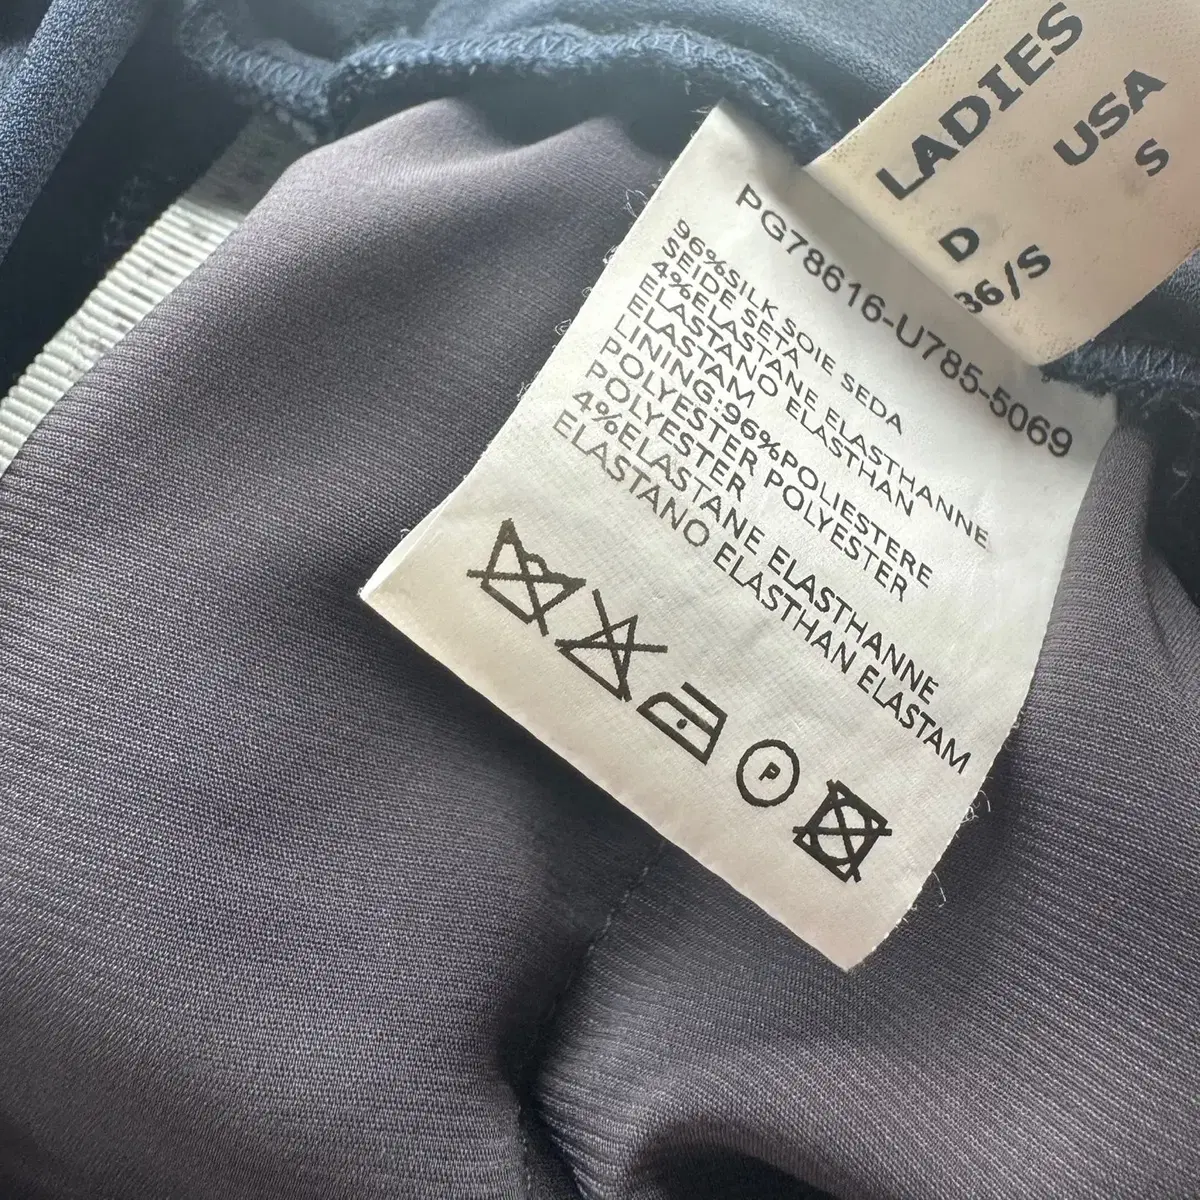 LADIES
USA
S
D
36/S
PG78616-U785-5069
96%SILK SOIE SEDA
SEIDE SETA
4%ELASTANE ELASTHANNE
ELASTANO ELASTHAN
ELASTAM
LINING:96%POLIESTERE
POLYESTER POLYESTER
POLYESTER
4%ELASTANE ELASTHANNE
ELASTANO ELASTHAN ELASTAM
P